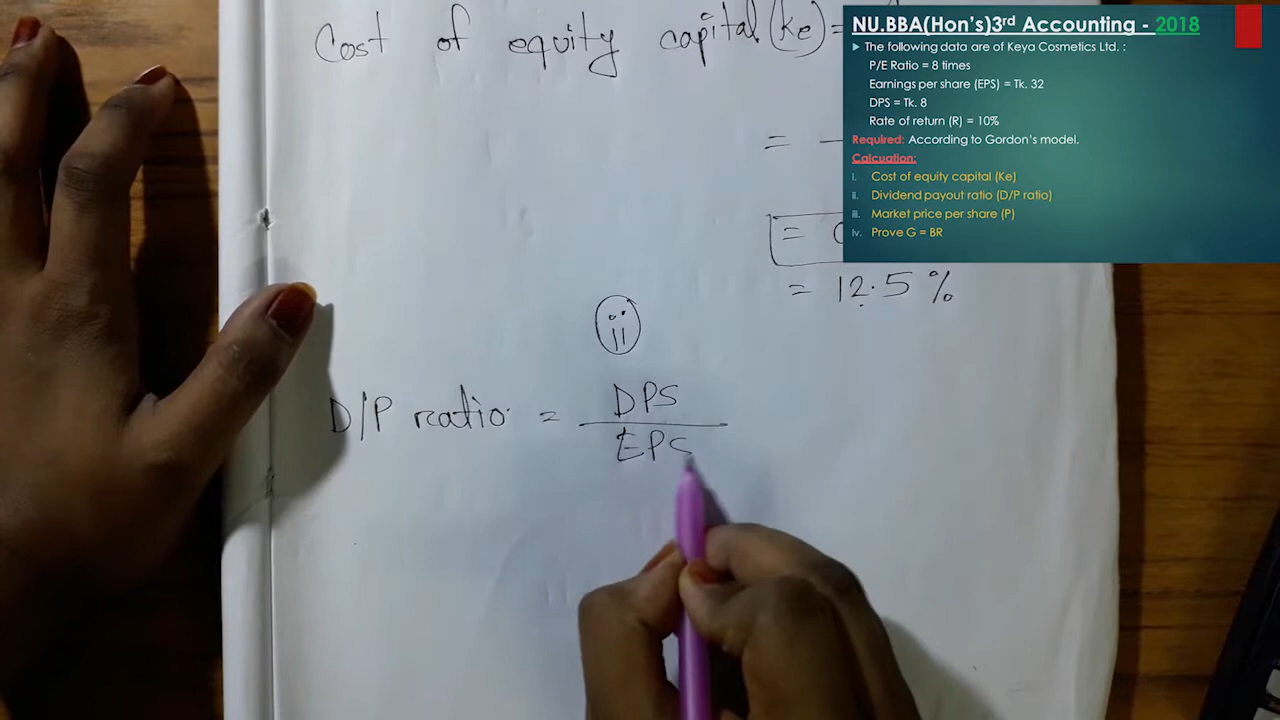 Cost of equity capital (ke) =
NU.BBA(Hon's)3rd Accounting - 2018
The following data are of Keya Cosmetics Ltd. :
P/E Ratio = 8 times
Earnings per share (EPS) = Tk. 32
DPS = Tk. 8
Rate of return (R) = 10%
Required: According to Gordon's model.
Calcuation:
i. Cost of equity capital (Ke)
ii. Dividend payout ratio (D/P ratio)
iii. Market price per share (P)
iv. Prove G = BR
=
= 0
= 12.5 %
ii
D/P ratio = DPS
EPS